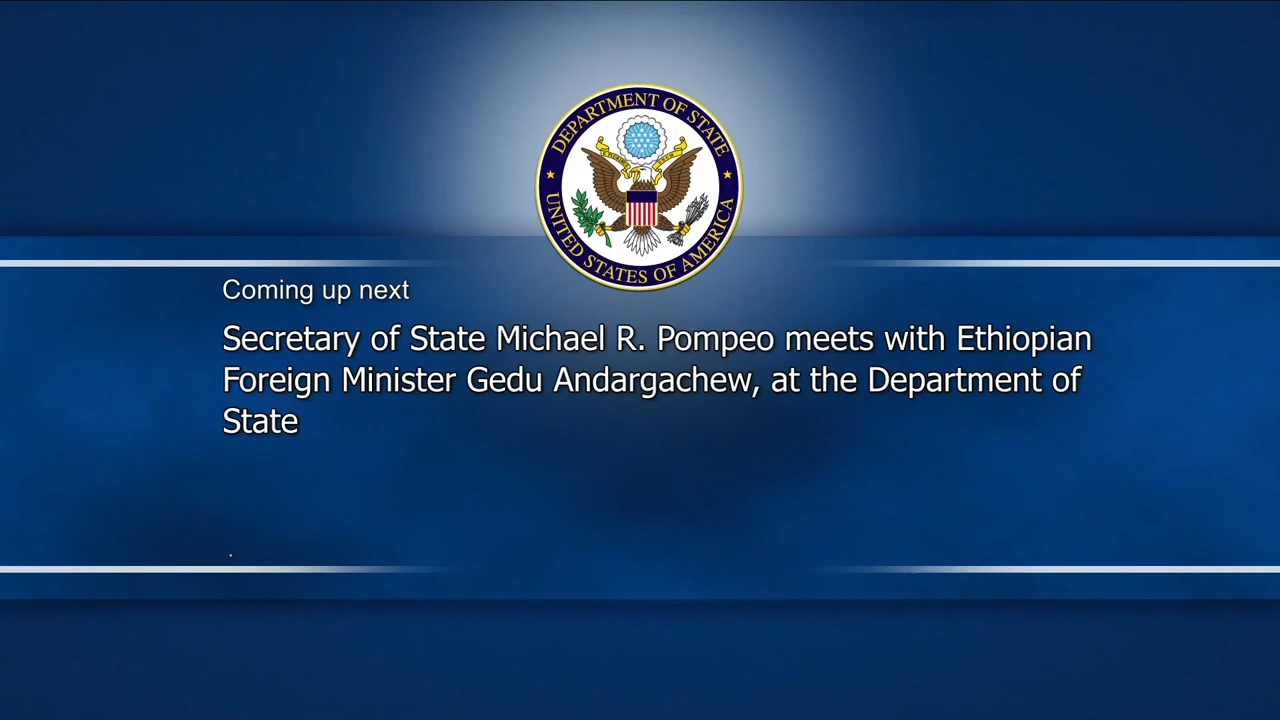 DEPARTMENT OF STATE
UNITED STATES OF AMERICA
Coming up next
Secretary of State Michael R. Pompeo meets with Ethiopian
Foreign Minister Gedu Andargachew, at the Department of
State
.